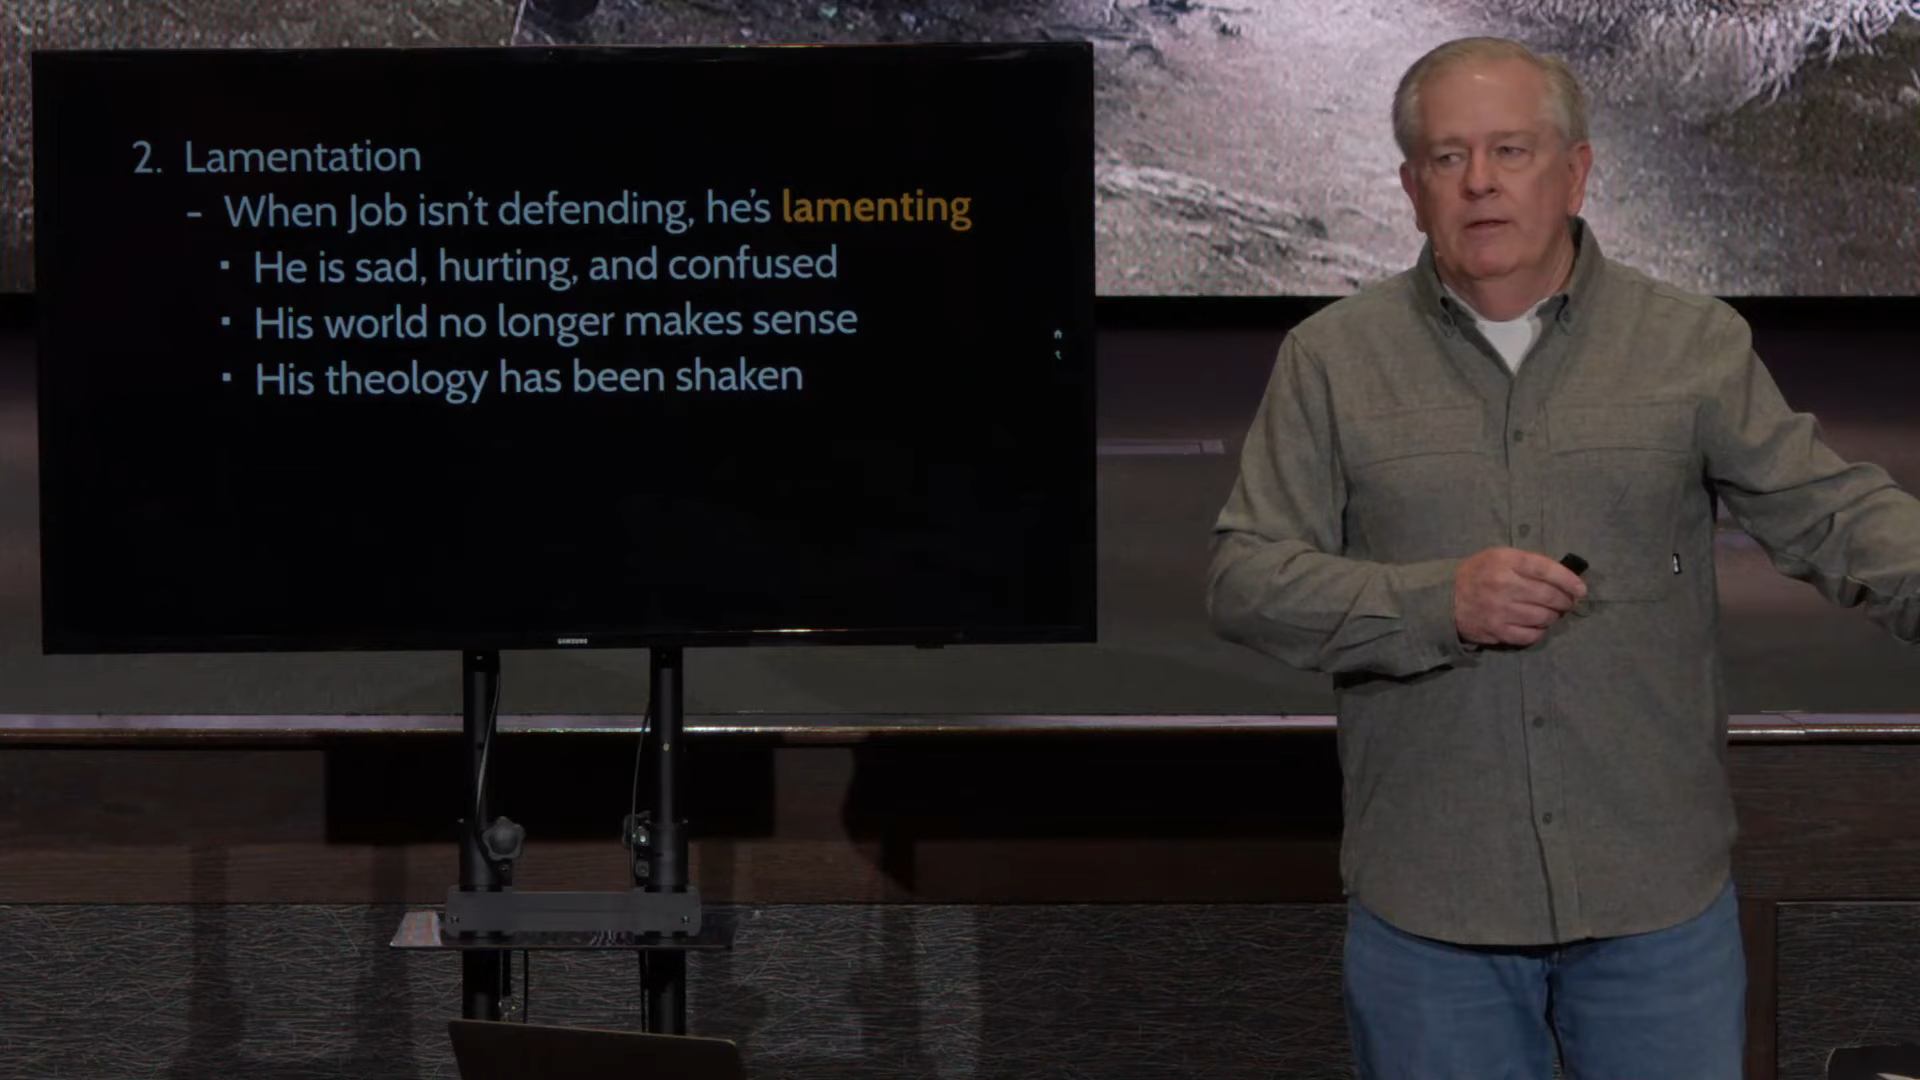 2. Lamentation
- When Job isn't defending, he's lamenting
▪ He is sad, hurting, and confused
▪ His world no longer makes sense
▪ His theology has been shaken
SAMSUNG